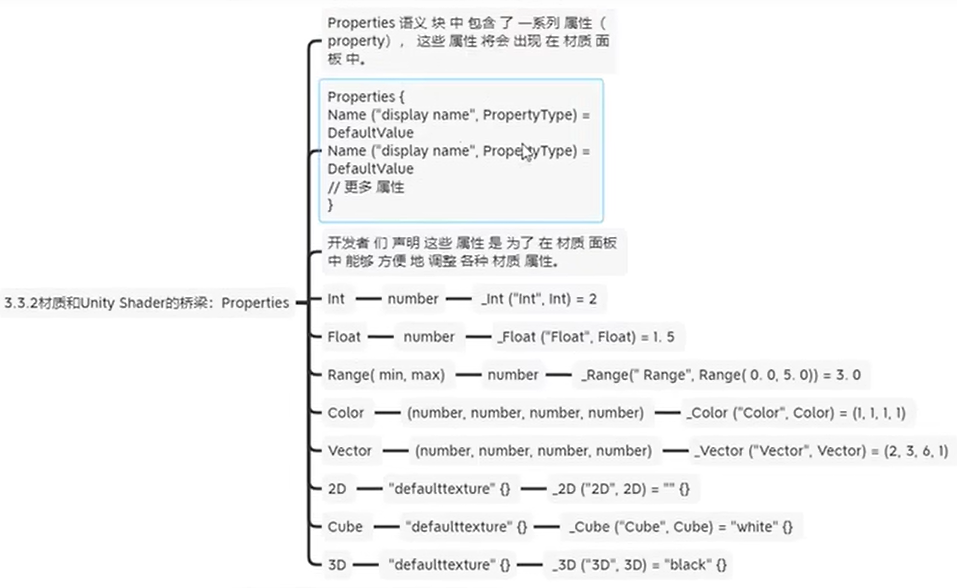 Properties 语义 块 中 包含 了 一系列 属性（
property）， 这些 属性 将会 出现 在 材质 面
板 中。
Properties {
Name ("display name", PropertyType) =
DefaultValue
Name ("display name", PropertyType) =
DefaultValue
// 更多 属性
}
开发者 们 声明 这些 属性 是 为了 在 材质 面板
中 能够 方便 地 调整 各种 材质 属性。
3.3.2材质和Unity Shader的桥梁：Properties
Int number _Int ("Int", Int) = 2
Float number _Float ("Float", Float) = 1. 5
Range( min, max) number _Range(" Range", Range( 0. 0, 5. 0)) = 3. 0
Color (number, number, number, number) _Color ("Color", Color) = (1, 1, 1, 1)
Vector (number, number, number, number) _Vector ("Vector", Vector) = (2, 3, 6, 1)
2D "defaulttexture" {} _2D ("2D", 2D) = "" {}
Cube "defaulttexture" {} _Cube ("Cube", Cube) = "white" {}
3D "defaulttexture" {} _3D ("3D", 3D) = "black" {}